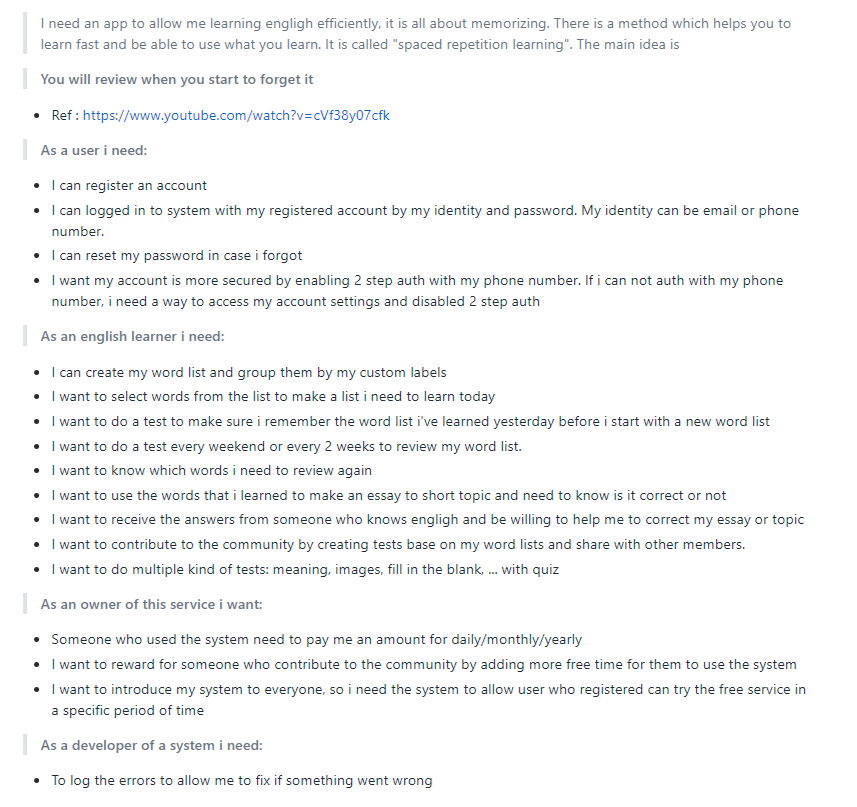 I need an app to allow me learning engligh efficiently, it is all about memorizing. There is a method which helps you to
learn fast and be able to use what you learn. It is called "spaced repetition learning". The main idea is
You will review when you start to forget it
Ref : https://www.youtube.com/watch?v=cVf38y07cfk
As a user i need:
I can register an account
I can logged in to system with my registered account by my identity and password. My identity can be email or phone
number.
I can reset my password in case i forgot
I want my account is more secured by enabling 2 step auth with my phone number. If i can not auth with my phone
number, i need a way to access my account settings and disabled 2 step auth
As an english learner i need:
I can create my word list and group them by my custom labels
I want to select words from the list to make a list i need to learn today
I want to do a test to make sure i remember the word list i've learned yesterday before i start with a new word list
I want to do a test every weekend or every 2 weeks to review my word list.
I want to know which words i need to review again
I want to use the words that i learned to make an essay to short topic and need to know is it correct or not
I want to receive the answers from someone who knows engligh and be willing to help me to correct my essay or topic
I want to contribute to the community by creating tests base on my word lists and share with other members.
I want to do multiple kind of tests: meaning, images, fill in the blank, ... with quiz
As an owner of this service i want:
Someone who used the system need to pay me an amount for daily/monthly/yearly
I want to reward for someone who contribute to the community by adding more free time for them to use the system
I want to introduce my system to everyone, so i need the system to allow user who registered can try the free service in
a specific period of time
As a developer of a system i need:
To log the errors to allow me to fix if something went wrong